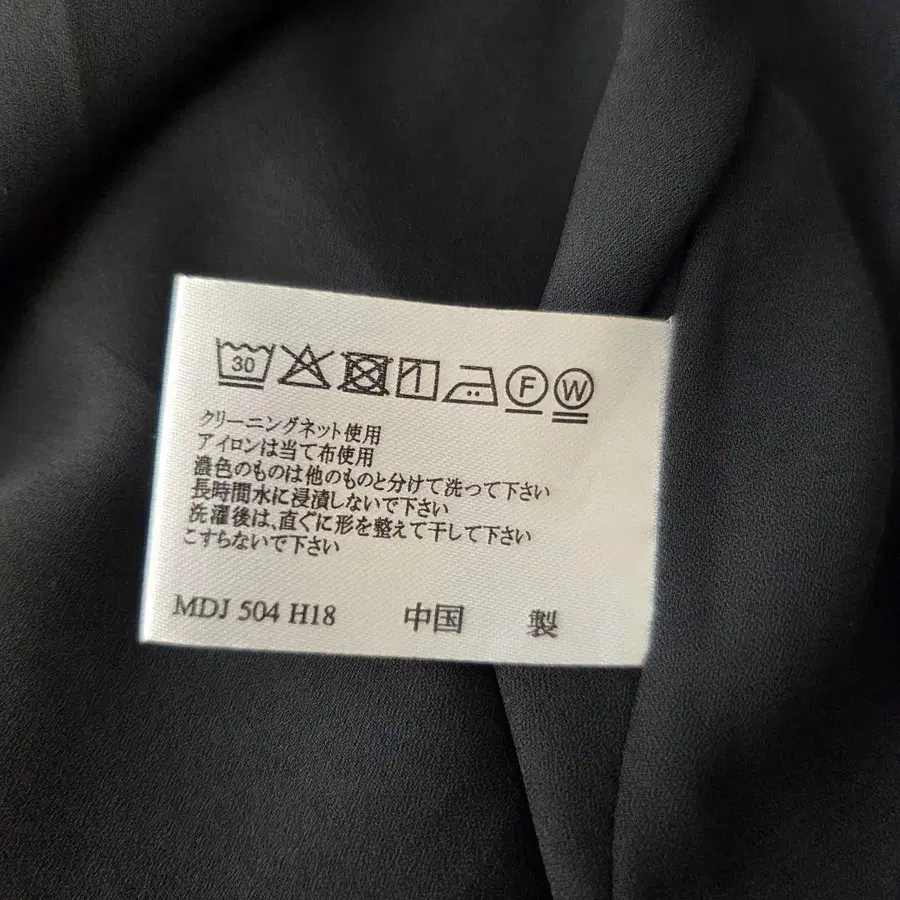 30 F W
クリーニングネット使用
アイロンは当て布使用
濃色のものは他のものと分けて洗って下さい
長時間水に浸漬しないで下さい
洗濯後は、直ぐに形を整えて干して下さい
こすらないで下さい
MDJ 504 H18 中国 製